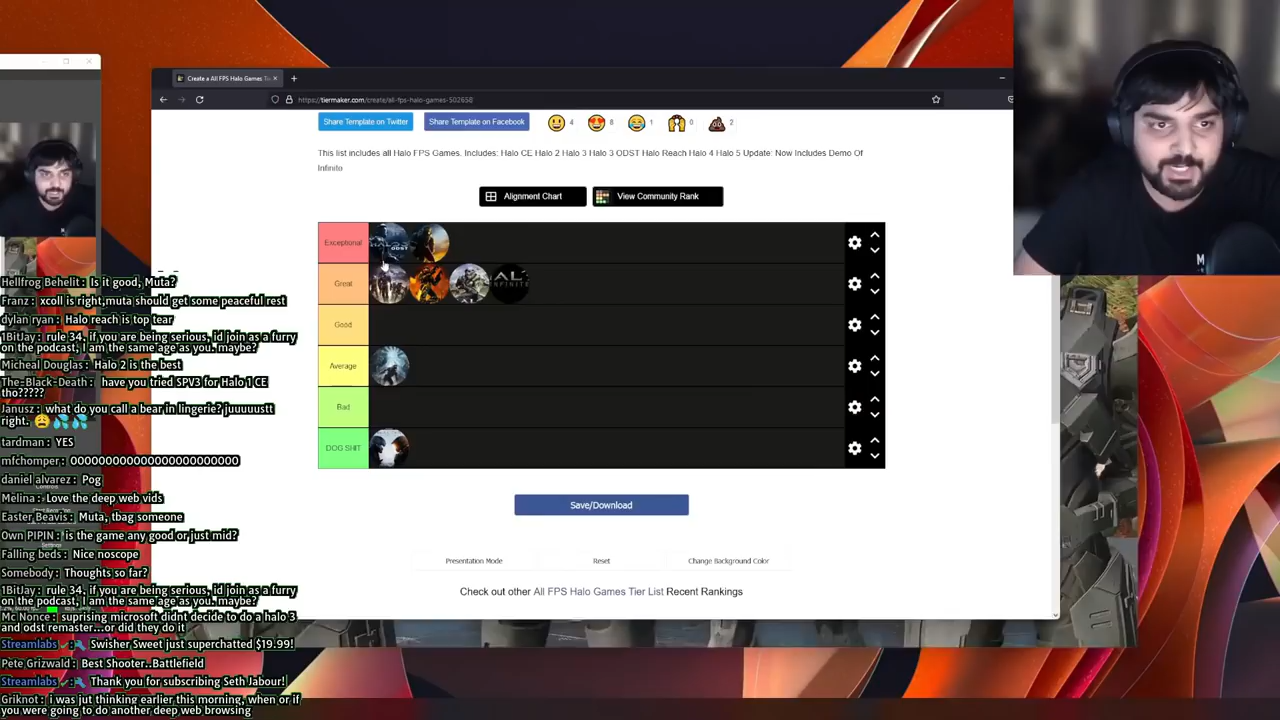 Create a All FPS Halo Games Ti
https://tiermaker.com/create/all-fps-halo-games-502658
Share Template on Twitter
Share Template on Facebook
4
8
1
0
2
This list includes all Halo FPS Games. Includes: Halo CE Halo 2 Halo 3 Halo 3 ODST Halo Reach Halo 4 Halo 5 Update: Now Includes Demo Of
Infinito
Alignment Chart
View Community Rank
Exceptional
ODST
Great
HAL
INFINITE
Good
Average
Bad
DOG SHIT
Save/Download
Presentation Mode
Reset
Change Background Color
Check out other All FPS Halo Games Tier List Recent Rankings
Hellfrog Behelit: Is it good, Muta?
Franz: xcoll is right,muta should get some peaceful rest
dylan ryan: Halo reach is top tear
1BitJay: rule 34. if you are being serious, id join as a furry
on the podcast, I am the same age as you. maybe?
Micheal Douglas: Halo 2 is the best
The-Black-Death: have you tried SPV3 for Halo 1 CE
tho?????
Janusz: what do you call a bear in lingerie? juuuuustt
right. 😩💦💦
tardman: YES
mfchomper: OOOOOOOOOOOOOOOOOOOOOOOO
daniel alvarez: Pog
Melina: Love the deep web vids
Easter Beavis: Muta, tbag someone
Own PIPIN: is the game any good or just mid?
Falling beds: Nice noscope
Somebody: Thoughts so far?
1BitJay: rule 34. if you are being serious, id join as a furry
on the podcast, I am the same age as you. maybe?
Mc Nonce: suprising microsoft didnt decide to do a halo 3
and odst remaster...or did they do it
Streamlabs: Swisher Sweet just superchatted $19.99!
Pete Grizwald: Best Shooter..Battlefield
Streamlabs: Thank you for subscribing Seth Jabour!
Griknot: i was jut thinking earlier this morning, when or if
you were going to do another deep web browsing